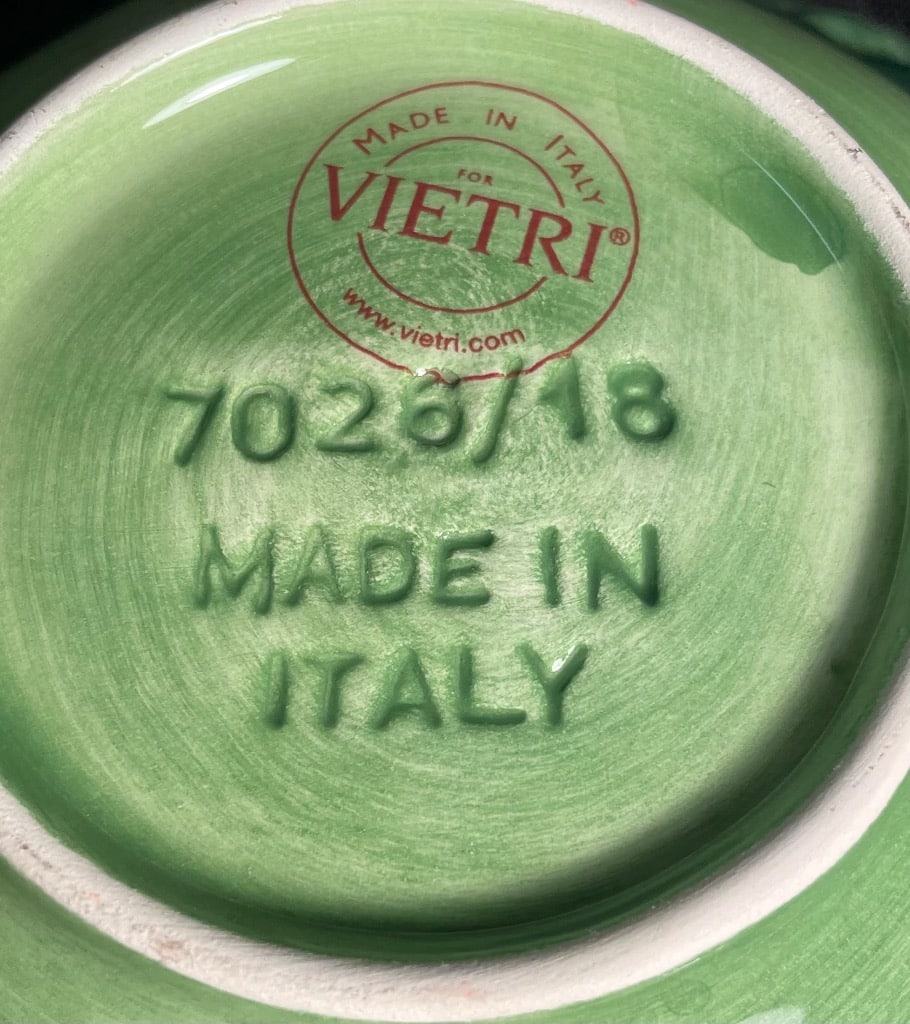 MADE IN ITALY
FOR
VIETRI®
www.vietri.com
7026/18
MADE IN
ITALY